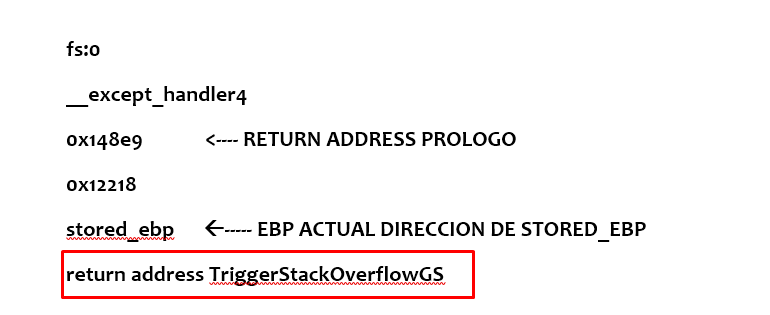 fs:0
__except_handler4
0x148e9 <---- RETURN ADDRESS PROLOGO
0x12218
stored_ebp ←----- EBP ACTUAL DIRECCION DE STORED_EBP
return address TriggerStackOverflowGS